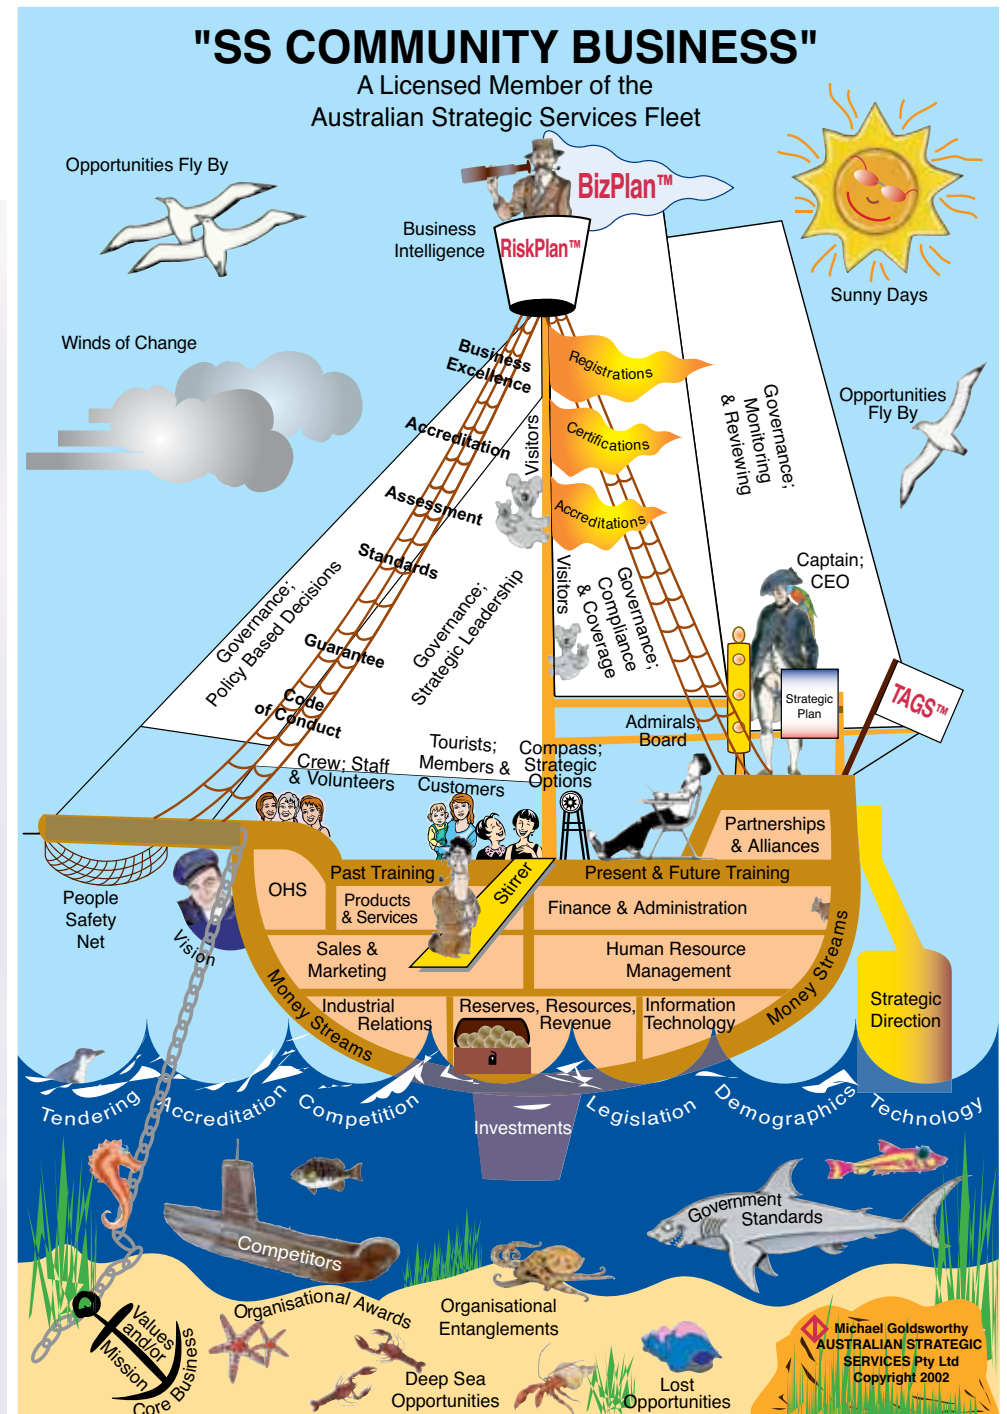 "SS COMMUNITY BUSINESS"
A Licensed Member of the
Australian Strategic Services Fleet
Opportunities Fly By
BizPlan™
Business
Intelligence
RiskPlan™
Sunny Days
Winds of Change
Business
Excellence
Registrations
Opportunities
Fly By
Governance;
Monitoring
& Reviewing
Accreditation
Visitors
Certifications
Assessment
Accreditations
Standards
Captain;
CEO
Governance;
Policy Based Decisions
Governance;
Strategic Leadership
Visitors
Governance;
Compliance
& Coverage
Guarantee
Code
of Conduct
Strategic
Plan
TAGS™
Admirals;
Board
Crew; Staff
& Volunteers
Tourists;
Members &
Customers
Compass;
Strategic
Options
Partnerships
& Alliances
People
Safety
Net
Vision
OHS
Past Training
Stirrer
Present & Future Training
Products
& Services
Finance & Administration
Sales &
Marketing
Human Resource
Management
Money Streams
Money Streams
Industrial
Relations
Reserves, Resources,
Revenue
Information
Technology
Strategic
Direction
Tendering
Accreditation
Competition
Investments
Legislation
Demographics
Technology
Competitors
Government
Standards
Values
and/or
Mission
Core Business
Organisational Awards
Organisational
Entanglements
Deep Sea
Opportunities
Lost
Opportunities
Michael Goldsworthy
AUSTRALIAN STRATEGIC
SERVICES Pty Ltd
Copyright 2002